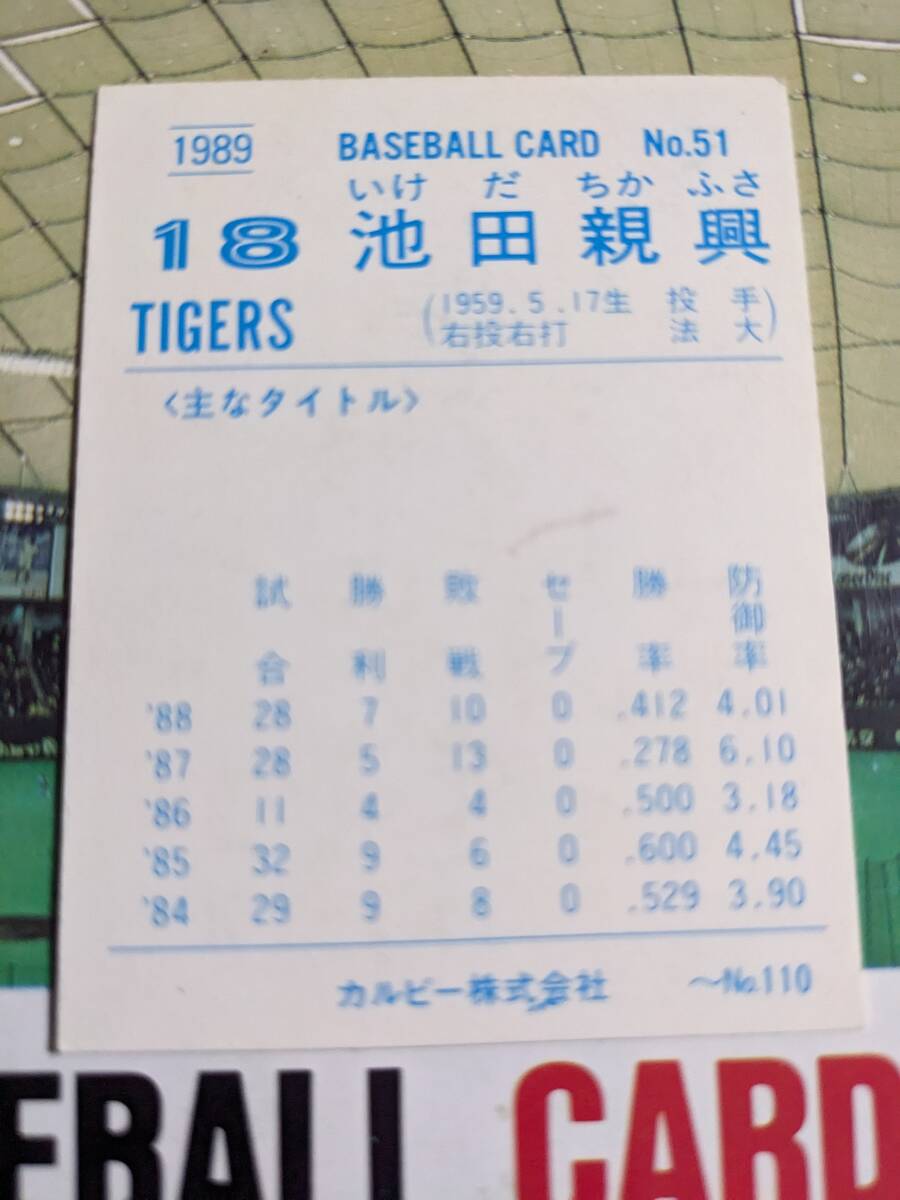 1989 BASEBALL CARD No.51
いけ だ ちか ふさ
18 池田親興
TIGERS (1959.5.17生 投手
右投右打 法大)
〈主なタイトル〉
試合 勝利 敗戦 セーブ 勝率 防御率
'88 28 7 10 0 .412 4.01
'87 28 5 13 0 .278 6.10
'86 11 4 4 0 .500 3.18
'85 32 9 6 0 .600 4.45
'84 29 9 8 0 .529 3.90
カルビー株式会社 〜No.110
EBALL CARD